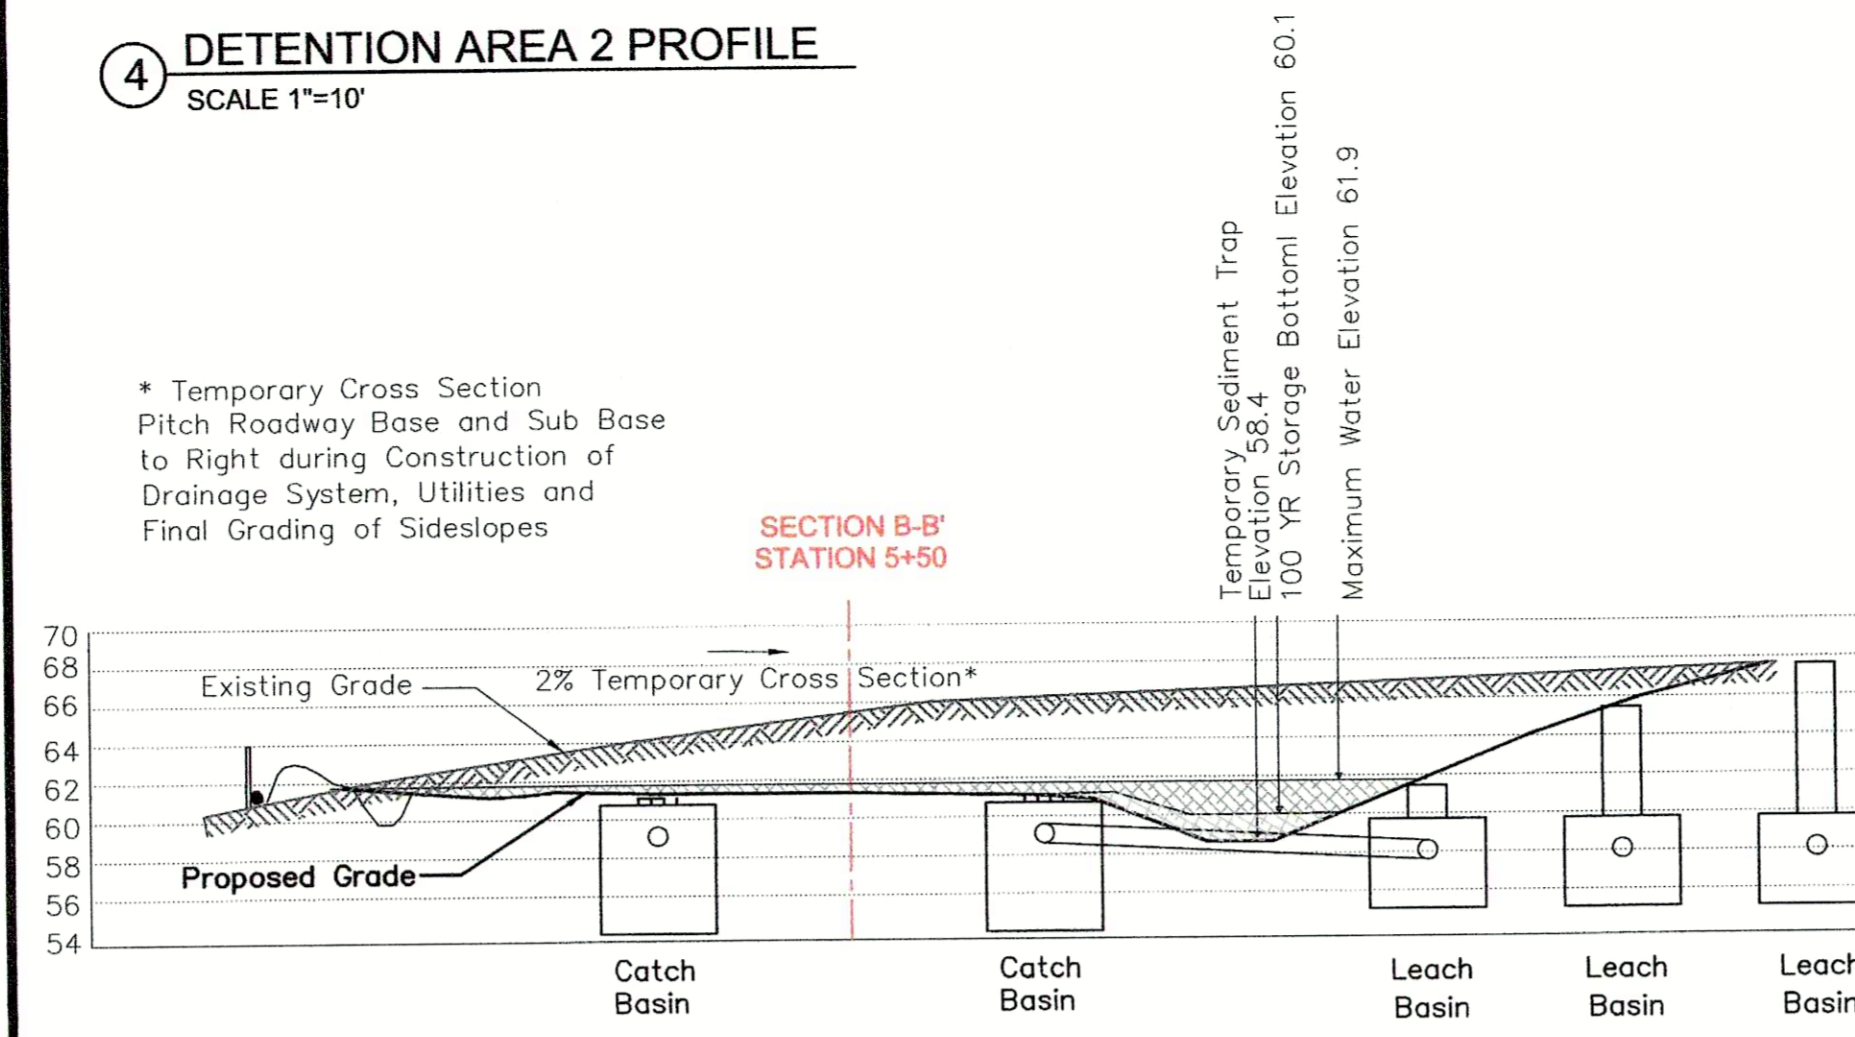 4 DETENTION AREA 2 PROFILE
SCALE 1"=10'
* Temporary Cross Section
Pitch Roadway Base and Sub Base
to Right during Construction of
Drainage System, Utilities and
Final Grading of Sideslopes
SECTION B-B'
STATION 5+50
Temporary Sediment Trap
Elevation 58.4
100 YR Storage Bottoml Elevation 60.1
Maximum Water Elevation 61.9
70
68
66
64
62
60
58
56
54
Existing Grade
2% Temporary Cross Section*
Proposed Grade
Catch
Basin
Catch
Basin
Leach
Basin
Leach
Basin
Leach
Basin